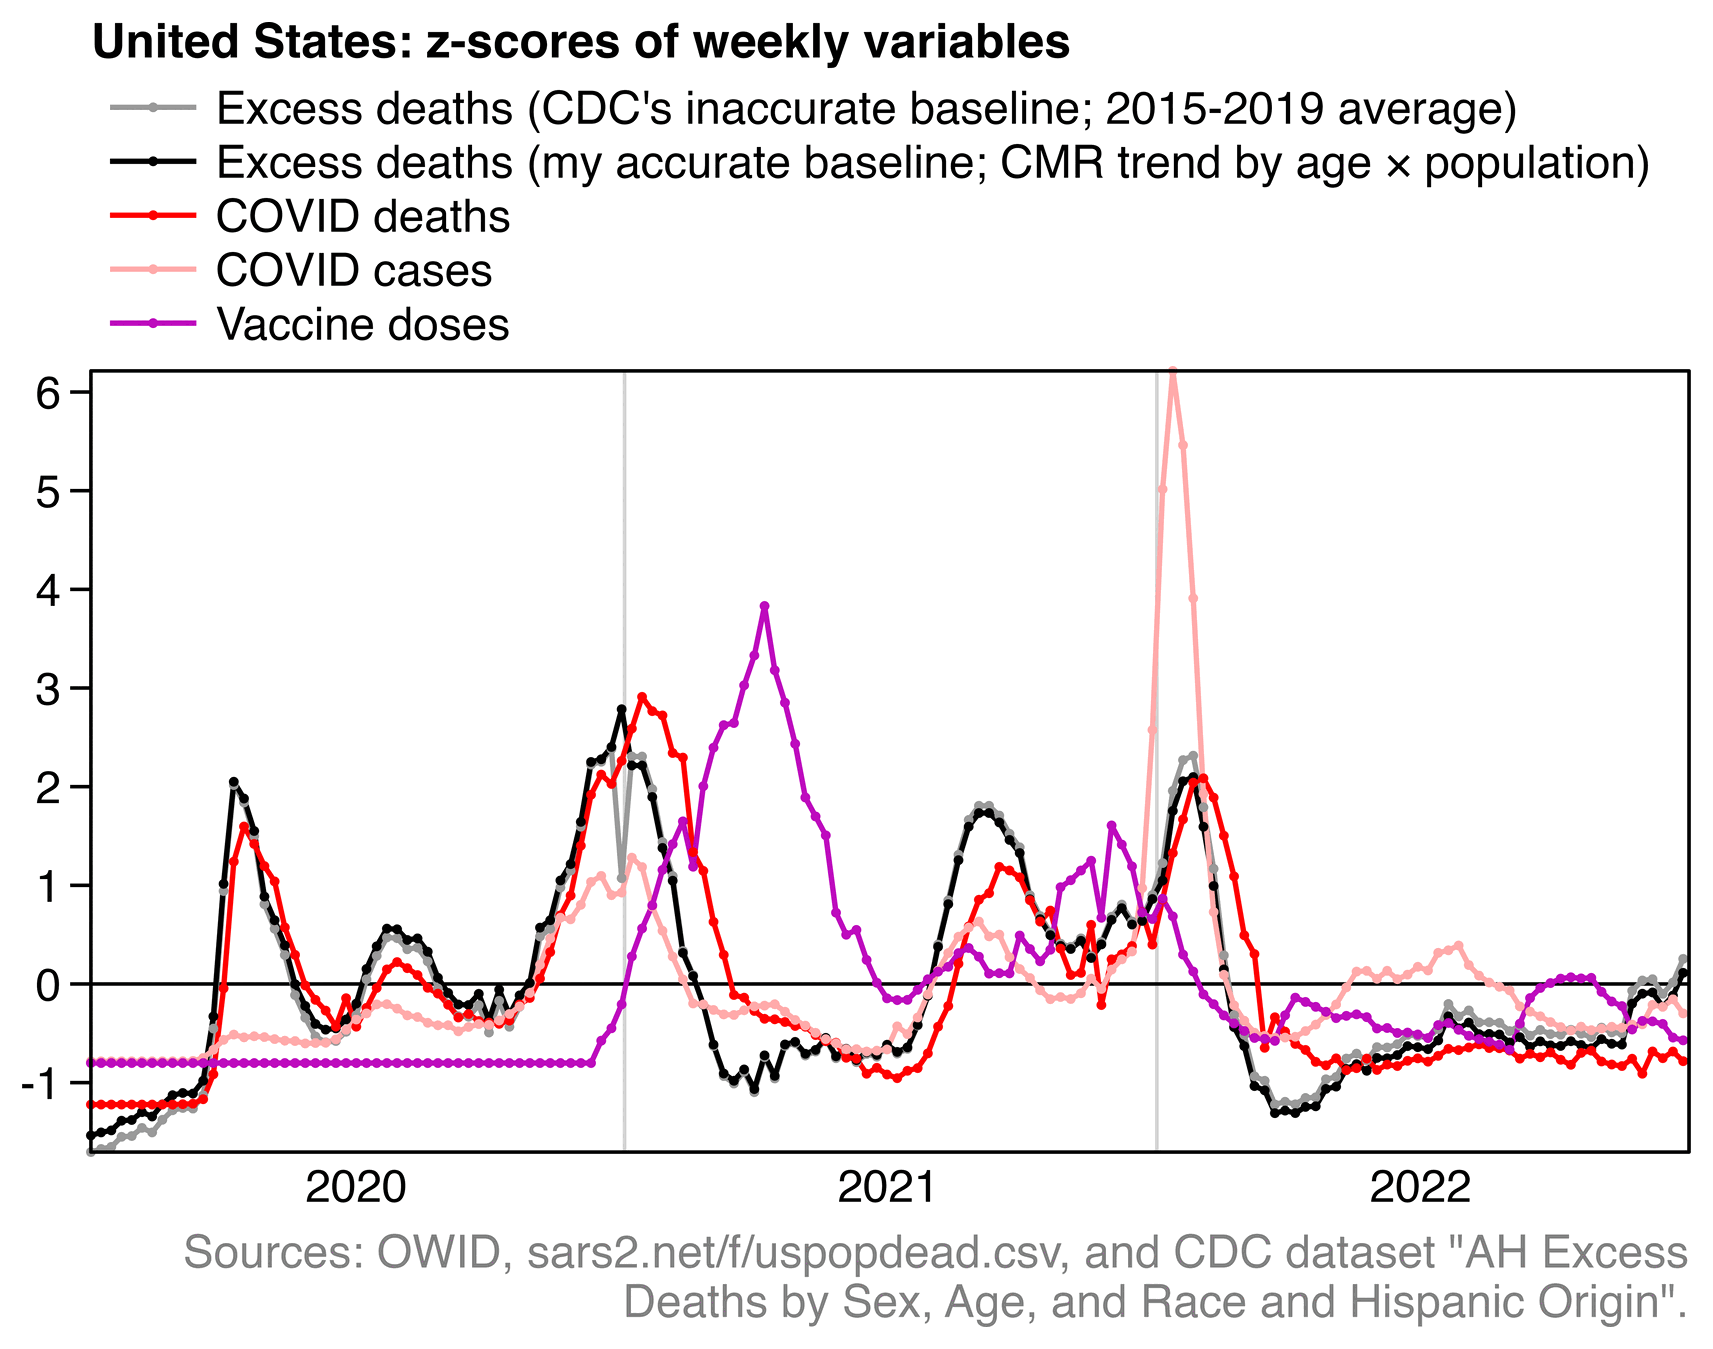 United States: z-scores of weekly variables
Excess deaths (CDC's inaccurate baseline; 2015-2019 average)
Excess deaths (my accurate baseline; CMR trend by age × population)
COVID deaths
COVID cases
Vaccine doses
6
5
4
3
2
1
0
-1
2020 2021 2022
Sources: OWID, sars2.net/f/uspopdead.csv, and CDC dataset "AH Excess
Deaths by Sex, Age, and Race and Hispanic Origin".